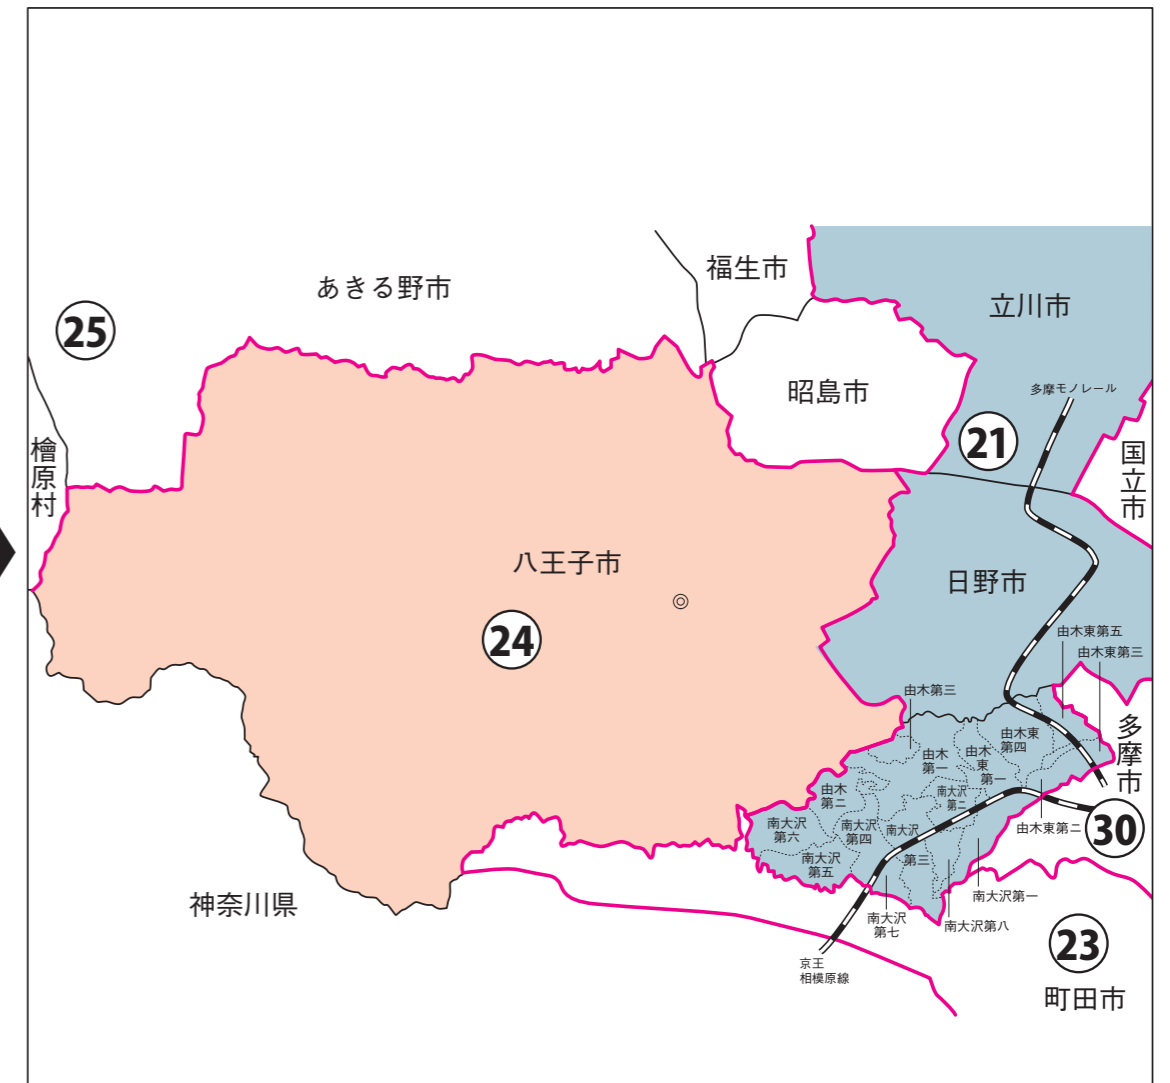 福生市
あきる野市
立川市
25
昭島市
多摩モノレール
21
檜原村
国立市
八王子市
日野市
24
由木東第五
由木東第三
由木第三
多摩市
由木東
第四
由木
第一
由木
東
第一
由木
第二
南大沢
第二
南大沢
第六
南大沢
第四
南大沢
第三
由木東第二
30
南大沢
第五
南大沢第一
神奈川県
南大沢
第七
南大沢第八
23
京王
相模原線
町田市